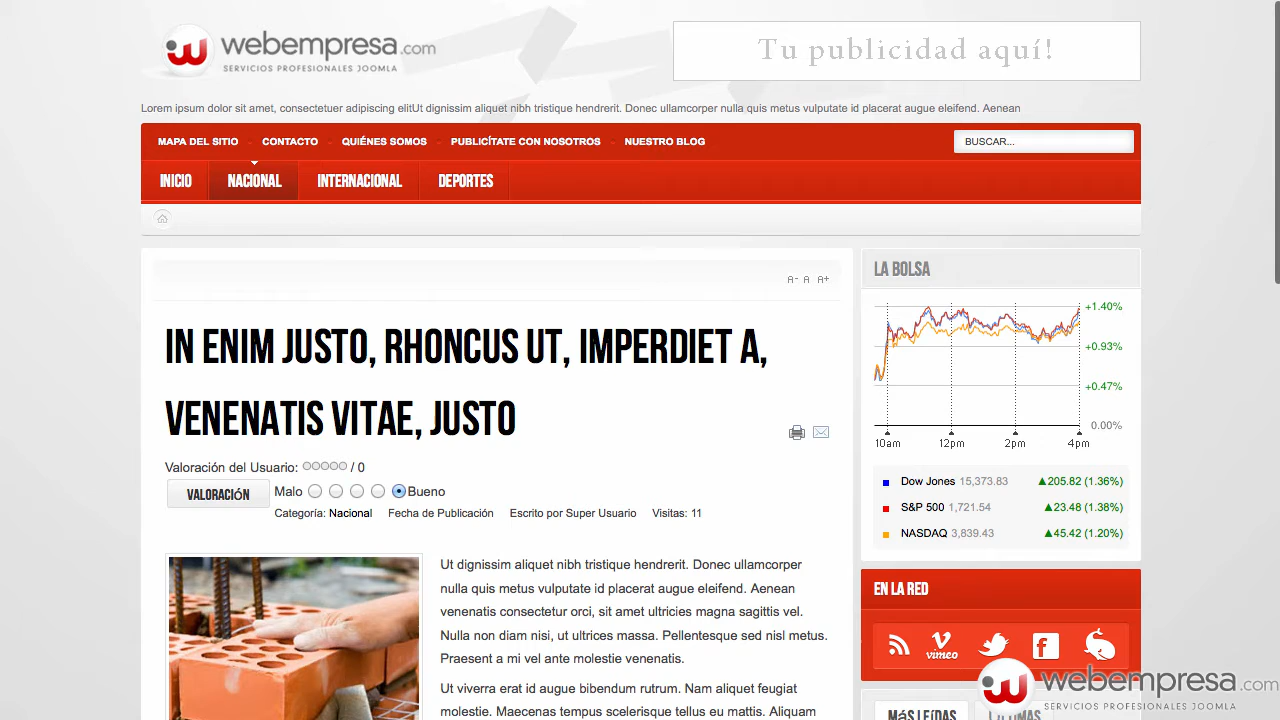 webempresa.com
SERVICIOS PROFESIONALES JOOMLA
Tu publicidad aquí!
Lorem ipsum dolor sit amet, consectetuer adipiscing elitUt dignissim aliquet nibh tristique hendrerit. Donec ullamcorper nulla quis metus vulputate id placerat augue eleifend. Aenean
MAPA DEL SITIO CONTACTO QUIÉNES SOMOS PUBLICÍTATE CON NOSOTROS NUESTRO BLOG
BUSCAR...
INICIO NACIONAL INTERNACIONAL DEPORTES
A- A A+
IN ENIM JUSTO, RHONCUS UT, IMPERDIET A,
VENENATIS VITAE, JUSTO
Valoración del Usuario: / 0
VALORACIÓN Malo Bueno
Categoría: Nacional Fecha de Publicación Escrito por Super Usuario Visitas: 11
Ut dignissim aliquet nibh tristique hendrerit. Donec ullamcorper
nulla quis metus vulputate id placerat augue eleifend. Aenean
venenatis consectetur orci, sit amet ultricies magna sagittis vel.
Nulla non diam nisi, ut ultrices massa. Pellentesque sed nisl metus.
Praesent a mi vel ante molestie venenatis.
Ut viverra erat id augue bibendum rutrum. Nam aliquet feugiat
molestie. Maecenas tempus scelerisque tellus eu mattis. Aliquam
LA BOLSA
+1.40%
+0.93%
+0.47%
0.00%
10am 12pm 2pm 4pm
Dow Jones 15,373.83 ▲205.82 (1.36%)
S&P 500 1,721.54 ▲23.48 (1.38%)
NASDAQ 3,839.43 ▲45.42 (1.20%)
EN LA RED
vimeo
MÁS LEÍDAS ÚLTIMAS
webempresa.com
SERVICIOS PROFESIONALES JOOMLA